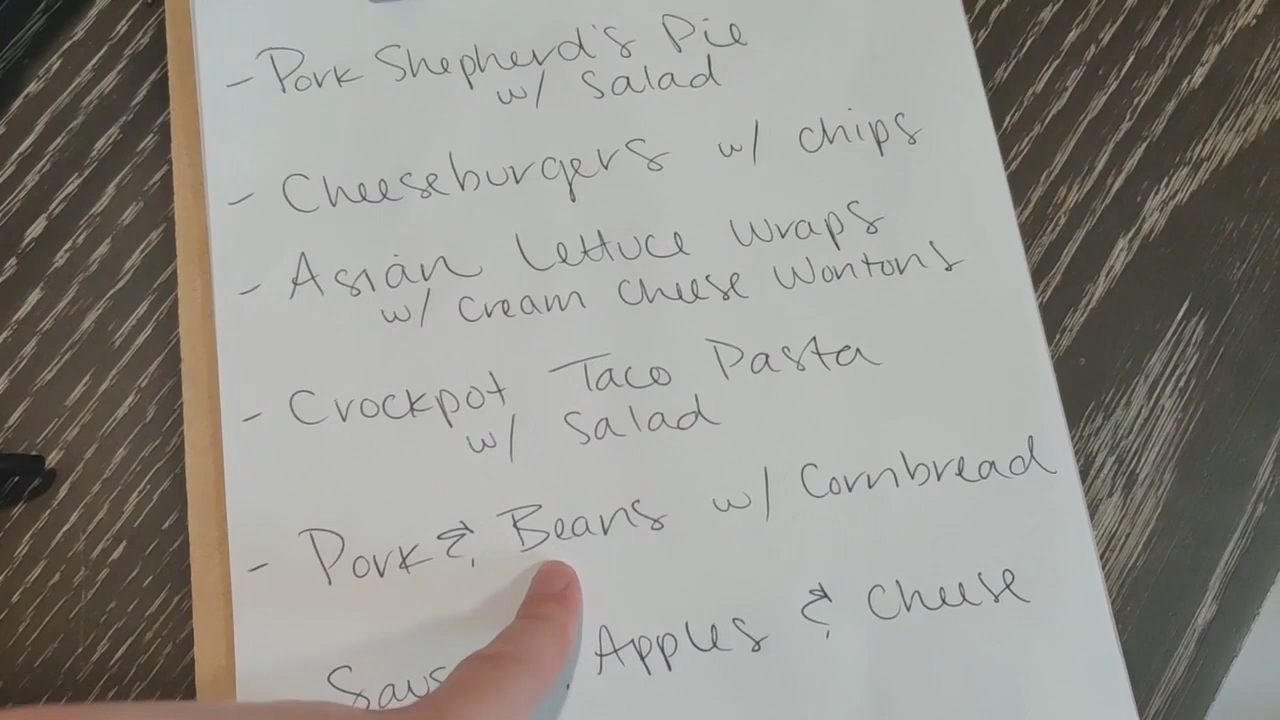 - Pork Shepherd's Pie
w/ Salad
- Cheeseburgers w/ chips
- Asian Lettuce Wraps
w/ Cream Cheese Wontons
- Crockpot Taco Pasta
w/ Salad
- Pork & Beans w/ Cornbread
Apples & Cheese